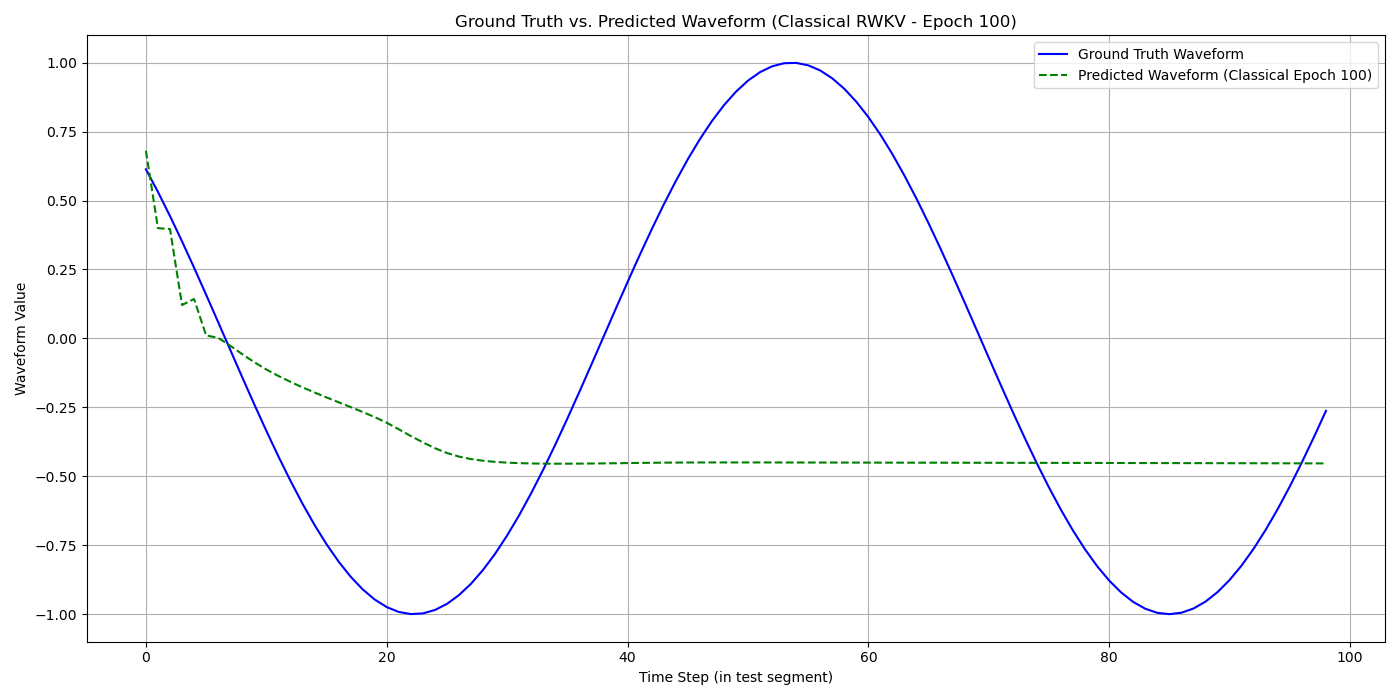 Ground Truth vs. Predicted Waveform (Classical RWKV - Epoch 100)
Ground Truth Waveform
Predicted Waveform (Classical Epoch 100)
Waveform Value
1.00
0.75
0.50
0.25
0.00
−0.25
−0.50
−0.75
−1.00
0 20 40 60 80 100
Time Step (in test segment)